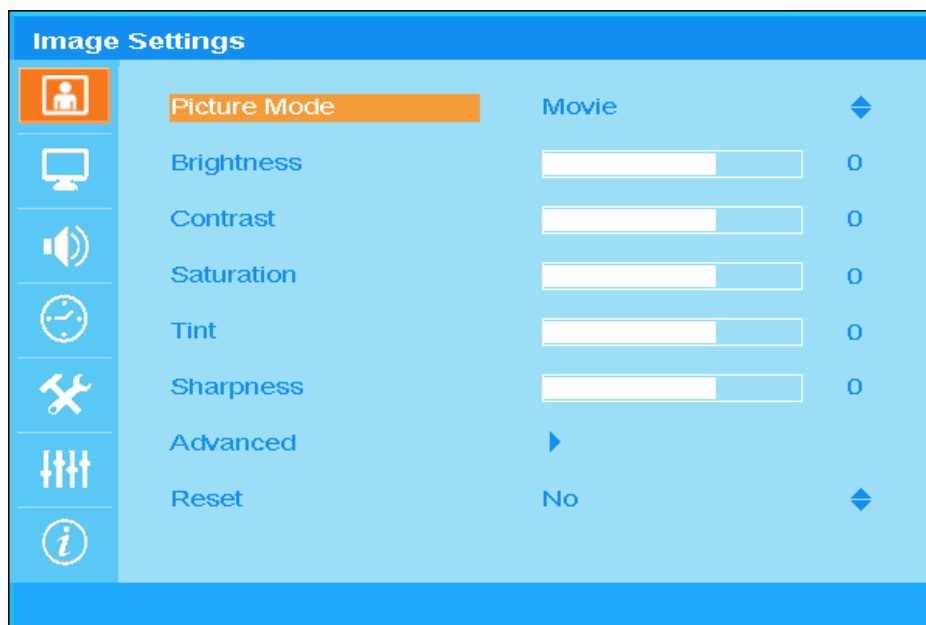 Image Settings
Picture Mode Movie
Brightness 0
Contrast 0
Saturation 0
Tint 0
Sharpness 0
Advanced
Reset No